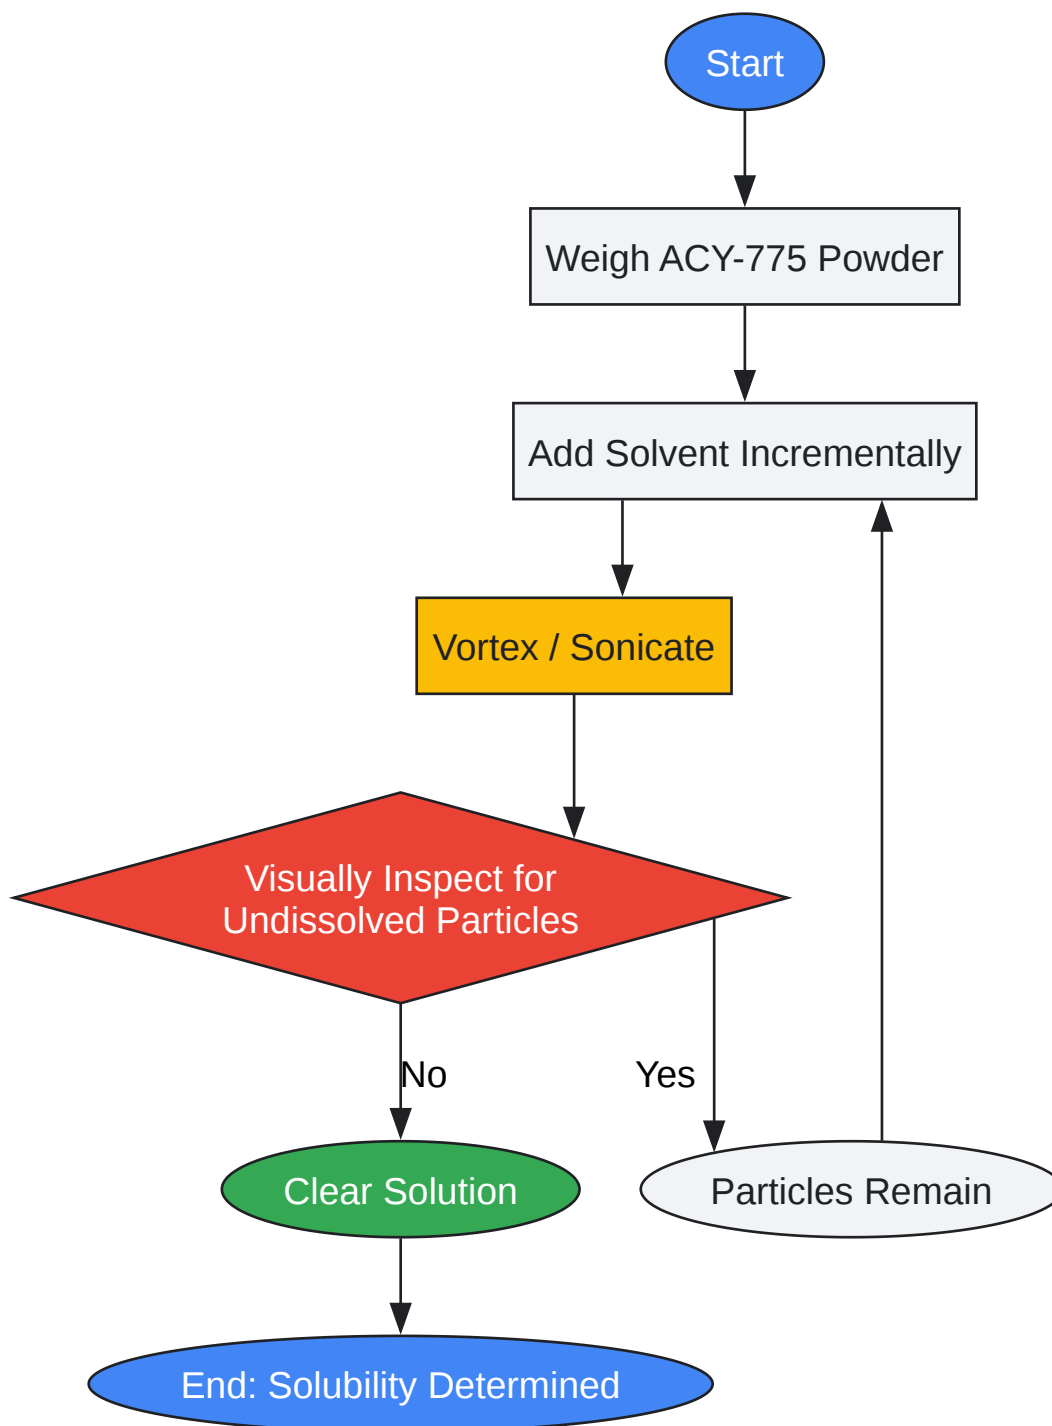 Start
Weigh ACY-775 Powder
Add Solvent Incrementally
Vortex / Sonicate
Visually Inspect for
Undissolved Particles
No
Yes
Clear Solution
Particles Remain
End: Solubility Determined